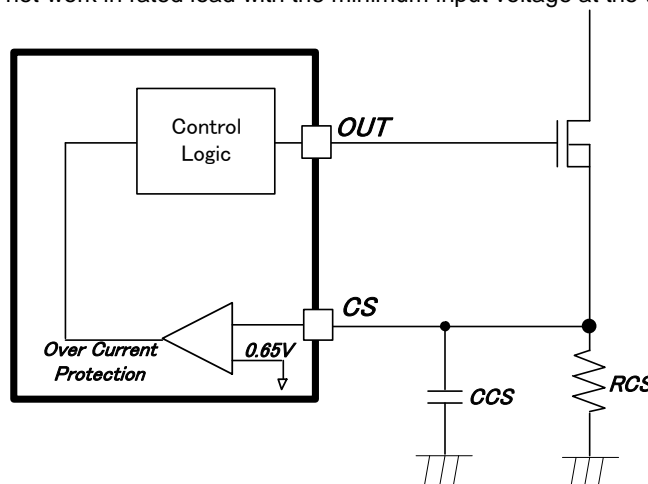 not work in rated load with the minimum input voltage at the
Control
Logic
OUT
CS
Over Current
Protection
0.65V
CCS
RCS